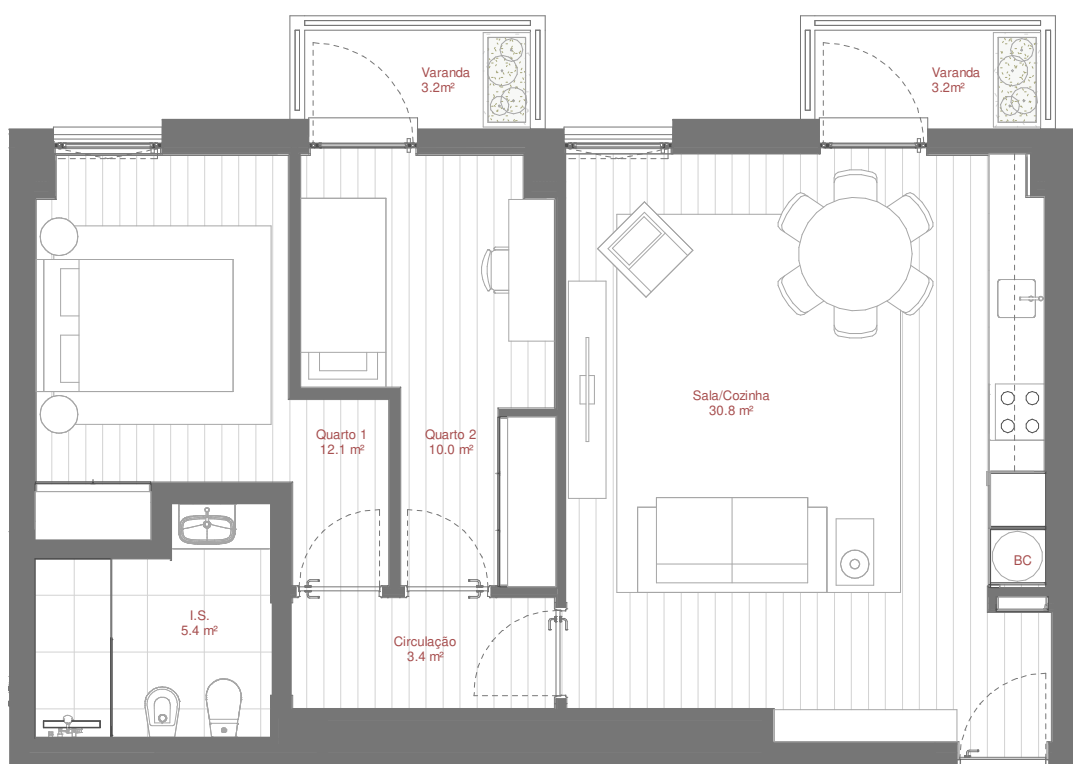 Varanda
3.2m²
Varanda
3.2m²
Sala/Cozinha
30.8 m²
Quarto 1
12.1 m²
Quarto 2
10.0 m²
BC
I.S.
5.4 m²
Circulação
3.4 m²